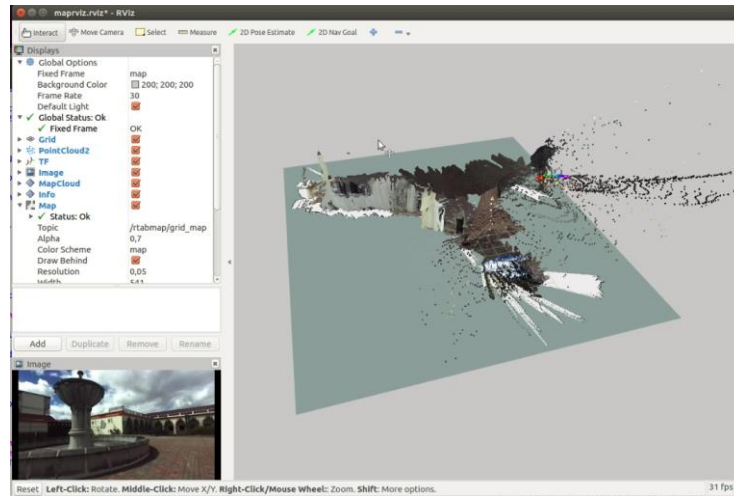 maprviz.rviz* - RViz
Interact Move Camera Select Measure 2D Pose Estimate 2D Nav Goal
Displays
Global Options
Fixed Frame map
Background Color 200; 200; 200
Frame Rate 30
Default Light
Global Status: Ok
Fixed Frame OK
Grid
PointCloud2
TF
Image
MapCloud
Info
Map
Status: Ok
Topic /rtabmap/grid_map
Alpha 0,7
Color Scheme map
Draw Behind
Resolution 0,05
Width 541
Add Duplicate Remove Rename
Image
Reset Left-Click: Rotate. Middle-Click: Move X/Y. Right-Click/Mouse Wheel:: Zoom. Shift: More options. 31 fps